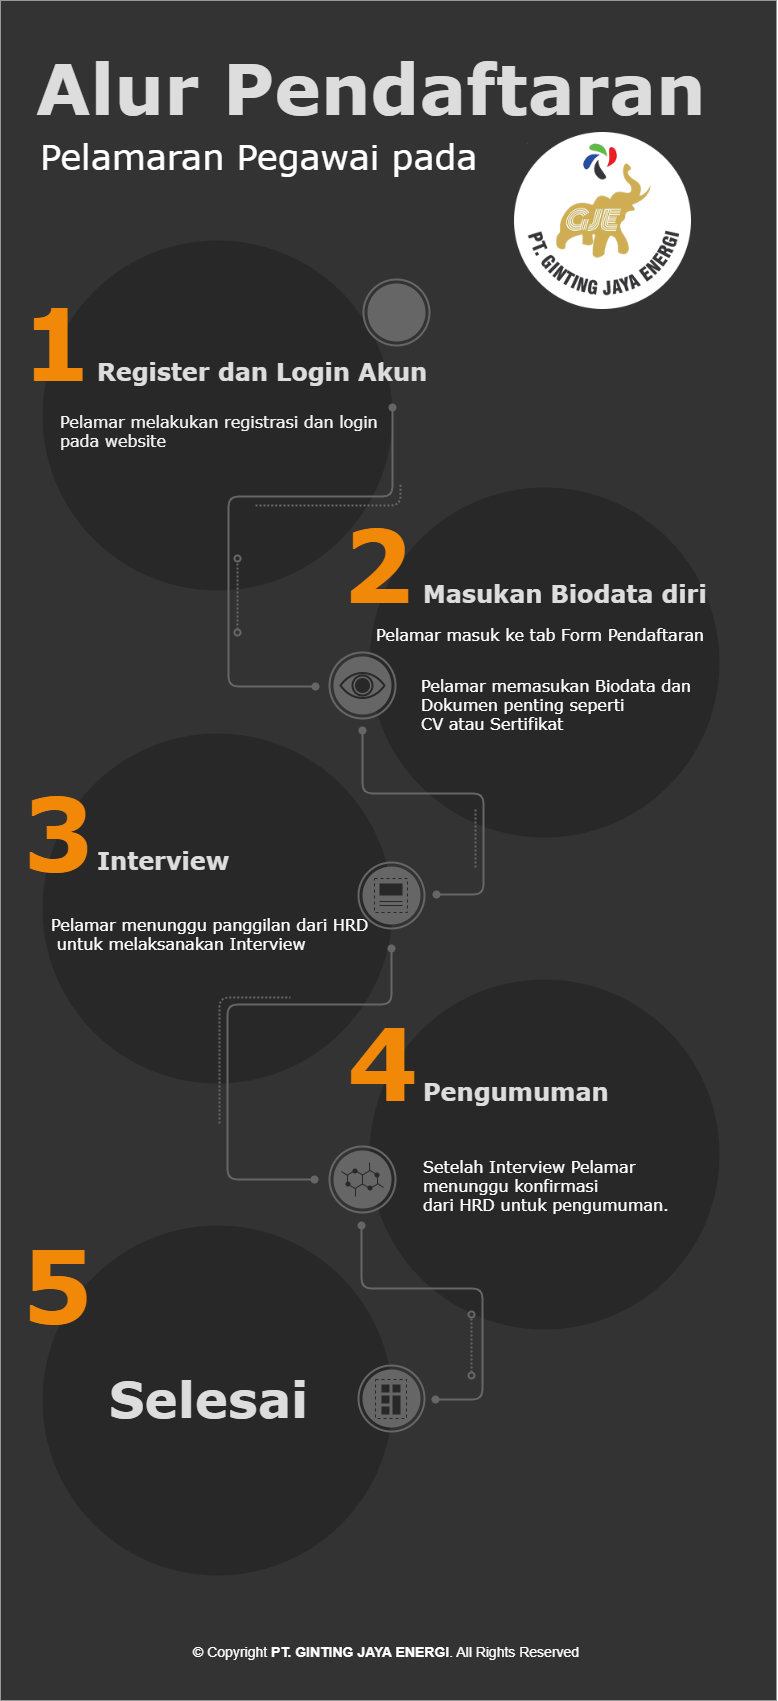 Alur Pendaftaran
Pelamaran Pegawai pada
GJE
PT. GINTING JAYA ENERGI
1
Register dan Login Akun
Pelamar melakukan registrasi dan login
pada website
2
Masukan Biodata diri
Pelamar masuk ke tab Form Pendaftaran
Pelamar memasukan Biodata dan
Dokumen penting seperti
CV atau Sertifikat
3
Interview
Pelamar menunggu panggilan dari HRD
untuk melaksanakan Interview
4
Pengumuman
Setelah Interview Pelamar
menunggu konfirmasi
dari HRD untuk pengumuman.
5
Selesai
© Copyright PT. GINTING JAYA ENERGI. All Rights Reserved